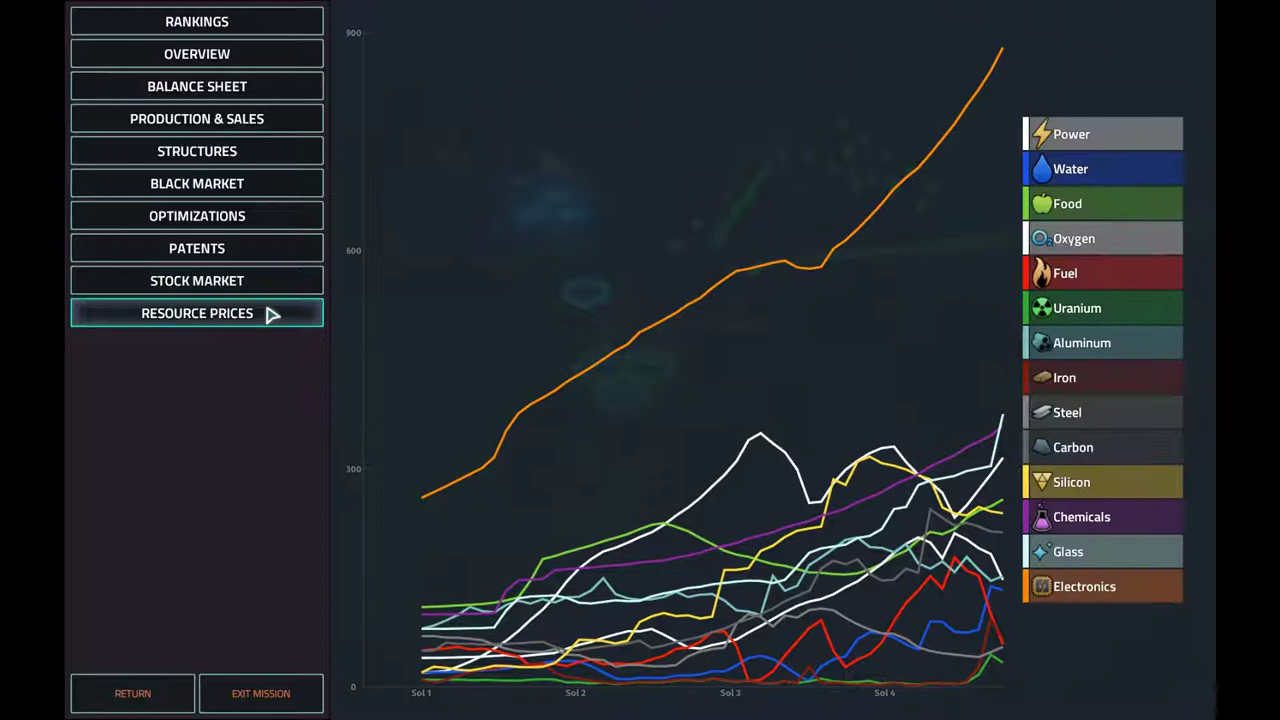 RANKINGS
OVERVIEW
BALANCE SHEET
PRODUCTION & SALES
STRUCTURES
BLACK MARKET
OPTIMIZATIONS
PATENTS
STOCK MARKET
RESOURCE PRICES
RETURN
EXIT MISSION
900
600
300
0
Sol 1
Sol 2
Sol 3
Sol 4
Power
Water
Food
O₂ Oxygen
Fuel
Uranium
Aluminum
Iron
Steel
Carbon
Silicon
Chemicals
Glass
Electronics